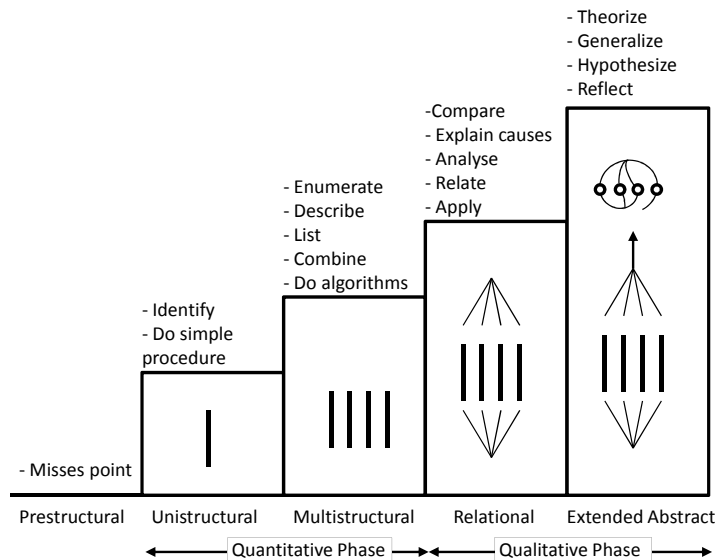 - Theorize
- Generalize
- Hypothesize
- Reflect
-Compare
- Explain causes
- Analyse
- Relate
- Apply
- Enumerate
- Describe
- List
- Combine
- Do algorithms
- Identify
- Do simple
procedure
- Misses point
Prestructural
Unistructural
Multistructural
Relational
Extended Abstract
Quantitative Phase
Qualitative Phase